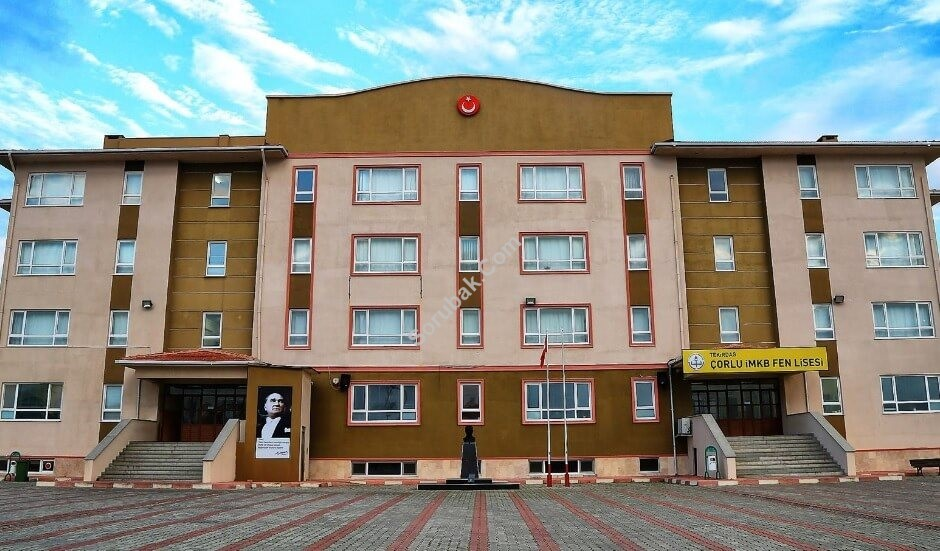 TEKİRDAĞ
ÇORLU İMKB FEN LİSESİ
Sorubak.Com